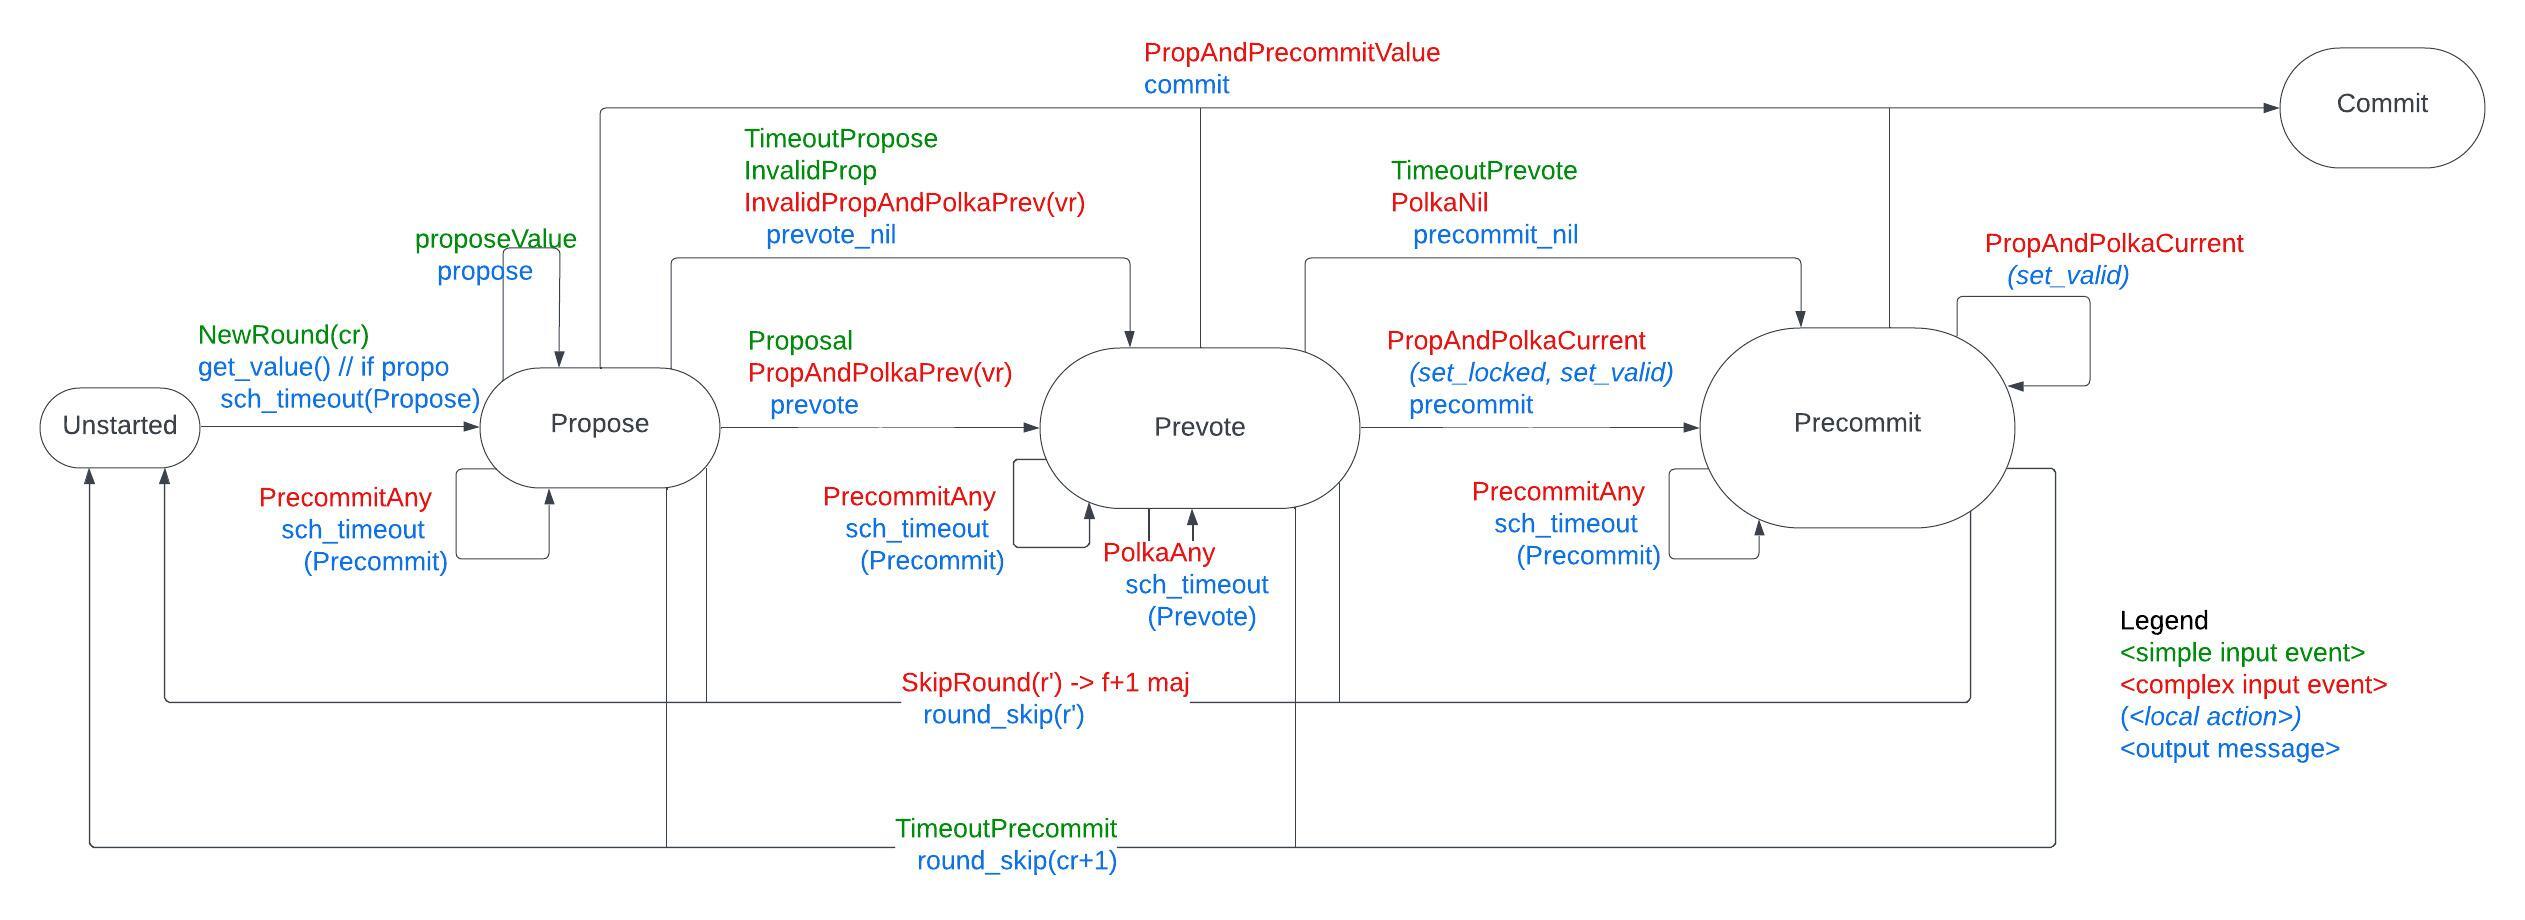 PropAndPrecommitValue
commit
Commit
TimeoutPropose
InvalidProp
InvalidPropAndPolkaPrev(vr)
prevote_nil
TimeoutPrevote
PolkaNil
precommit_nil
proposeValue
propose
PropAndPolkaCurrent
(set_valid)
NewRound(cr)
get_value() // if propo
sch_timeout(Propose)
Proposal
PropAndPolkaPrev(vr)
prevote
PropAndPolkaCurrent
(set_locked, set_valid)
precommit
Unstarted
Propose
Prevote
Precommit
PrecommitAny
sch_timeout
(Precommit)
PrecommitAny
sch_timeout
(Precommit)
PolkaAny
sch_timeout
(Prevote)
PrecommitAny
sch_timeout
(Precommit)
Legend
<simple input event>
<complex input event>
(<local action>)
<output message>
SkipRound(r') -> f+1 maj
round_skip(r')
TimeoutPrecommit
round_skip(cr+1)